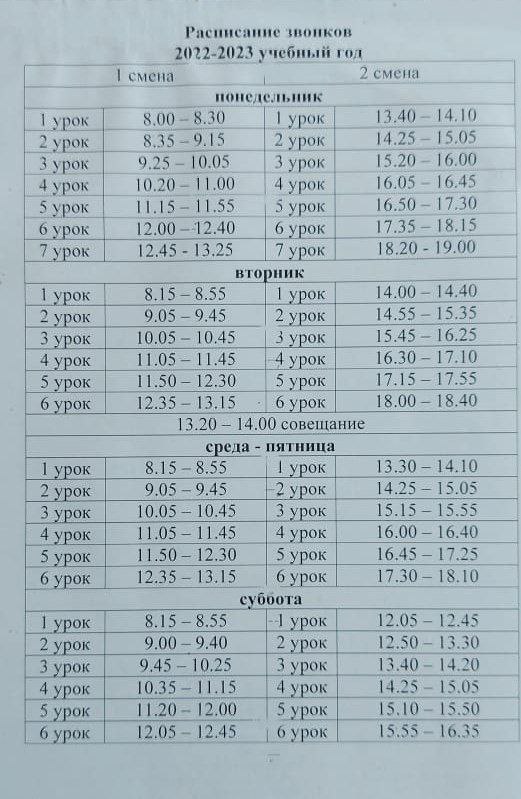 Расписание звонков
2022-2023 учебный год
1 смена 2 смена
понедельник
1 урок 8.00 – 8.30 1 урок 13.40 – 14.10
2 урок 8.35 – 9.15 2 урок 14.25 – 15.05
3 урок 9.25 – 10.05 3 урок 15.20 – 16.00
4 урок 10.20 – 11.00 4 урок 16.05 – 16.45
5 урок 11.15 – 11.55 5 урок 16.50 – 17.30
6 урок 12.00 – 12.40 6 урок 17.35 – 18.15
7 урок 12.45 - 13.25 7 урок 18.20 - 19.00
вторник
1 урок 8.15 – 8.55 1 урок 14.00 – 14.40
2 урок 9.05 – 9.45 2 урок 14.55 – 15.35
3 урок 10.05 – 10.45 3 урок 15.45 – 16.25
4 урок 11.05 – 11.45 4 урок 16.30 – 17.10
5 урок 11.50 – 12.30 5 урок 17.15 – 17.55
6 урок 12.35 – 13.15 6 урок 18.00 – 18.40
13.20 – 14.00 совещание
среда - пятница
1 урок 8.15 – 8.55 1 урок 13.30 – 14.10
2 урок 9.05 – 9.45 2 урок 14.25 – 15.05
3 урок 10.05 – 10.45 3 урок 15.15 – 15.55
4 урок 11.05 – 11.45 4 урок 16.00 – 16.40
5 урок 11.50 – 12.30 5 урок 16.45 – 17.25
6 урок 12.35 – 13.15 6 урок 17.30 – 18.10
суббота
1 урок 8.15 – 8.55 1 урок 12.05 – 12.45
2 урок 9.00 – 9.40 2 урок 12.50 – 13.30
3 урок 9.45 – 10.25 3 урок 13.40 – 14.20
4 урок 10.35 – 11.15 4 урок 14.25 – 15.05
5 урок 11.20 – 12.00 5 урок 15.10 – 15.50
6 урок 12.05 – 12.45 6 урок 15.55 – 16.35